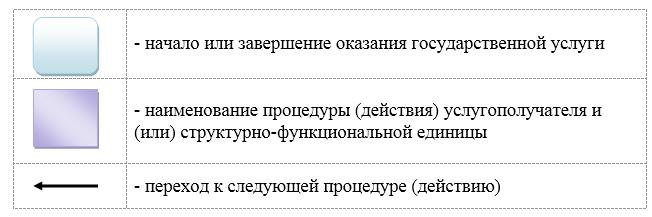 - начало или завершение оказания государственной услуги
- наименование процедуры (действия) услугополучателя и
(или) структурно-функциональной единицы
- переход к следующей процедуре (действию)